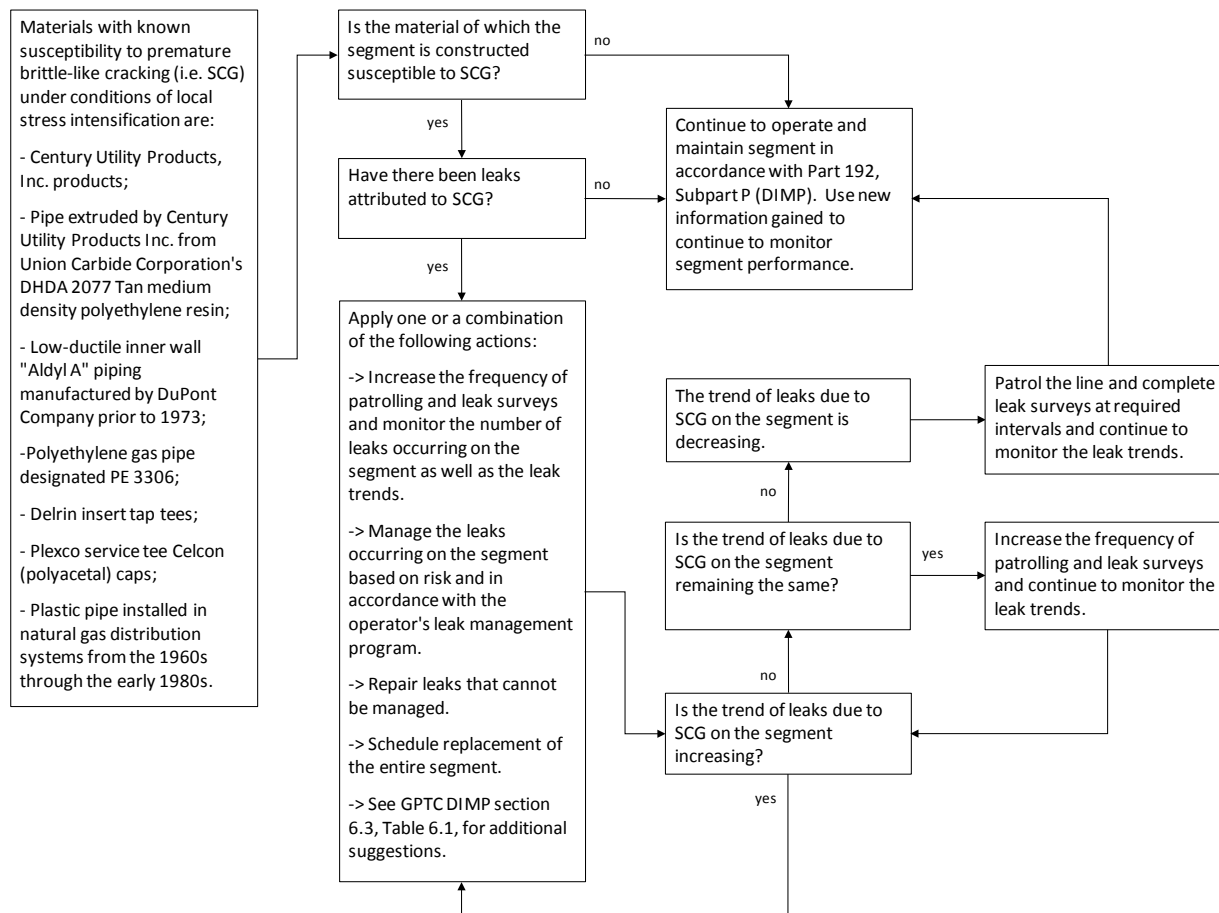 Materials with known
susceptibility to premature
brittle-like cracking (i.e. SCG)
under conditions of local
stress intensification are:
- Century Utility Products,
Inc. products;
- Pipe extruded by Century
Utility Products Inc. from
Union Carbide Corporation's
DHDA 2077 Tan medium
density polyethylene resin;
- Low-ductile inner wall
"Aldyl A" piping
manufactured by DuPont
Company prior to 1973;
-Polyethylene gas pipe
designated PE 3306;
- Delrin insert tap tees;
- Plexco service tee Celcon
(polyacetal) caps;
- Plastic pipe installed in
natural gas distribution
systems from the 1960s
through the early 1980s.
Is the material of which the
segment is constructed
susceptible to SCG?
no
yes
Have there been leaks
attributed to SCG?
no
yes
Continue to operate and
maintain segment in
accordance with Part 192,
Subpart P (DIMP).  Use new
information gained to
continue to monitor
segment performance.
Apply one or a combination
of the following actions:
-> Increase the frequency of
patrolling and leak surveys
and monitor the number of
leaks occurring on the
segment as well as the leak
trends.
-> Manage the leaks
occurring on the segment
based on risk and in
accordance with the
operator's leak management
program.
-> Repair leaks that cannot
be managed.
-> Schedule replacement of
the entire segment.
-> See GPTC DIMP section
6.3, Table 6.1, for additional
suggestions.
The trend of leaks due to
SCG on the segment is
decreasing.
Patrol the line and complete
leak surveys at required
intervals and continue to
monitor the leak trends.
no
Is the trend of leaks due to
SCG on the segment
remaining the same?
yes
Increase the frequency of
patrolling and leak surveys
and continue to monitor the
leak trends.
no
Is the trend of leaks due to
SCG on the segment
increasing?
yes